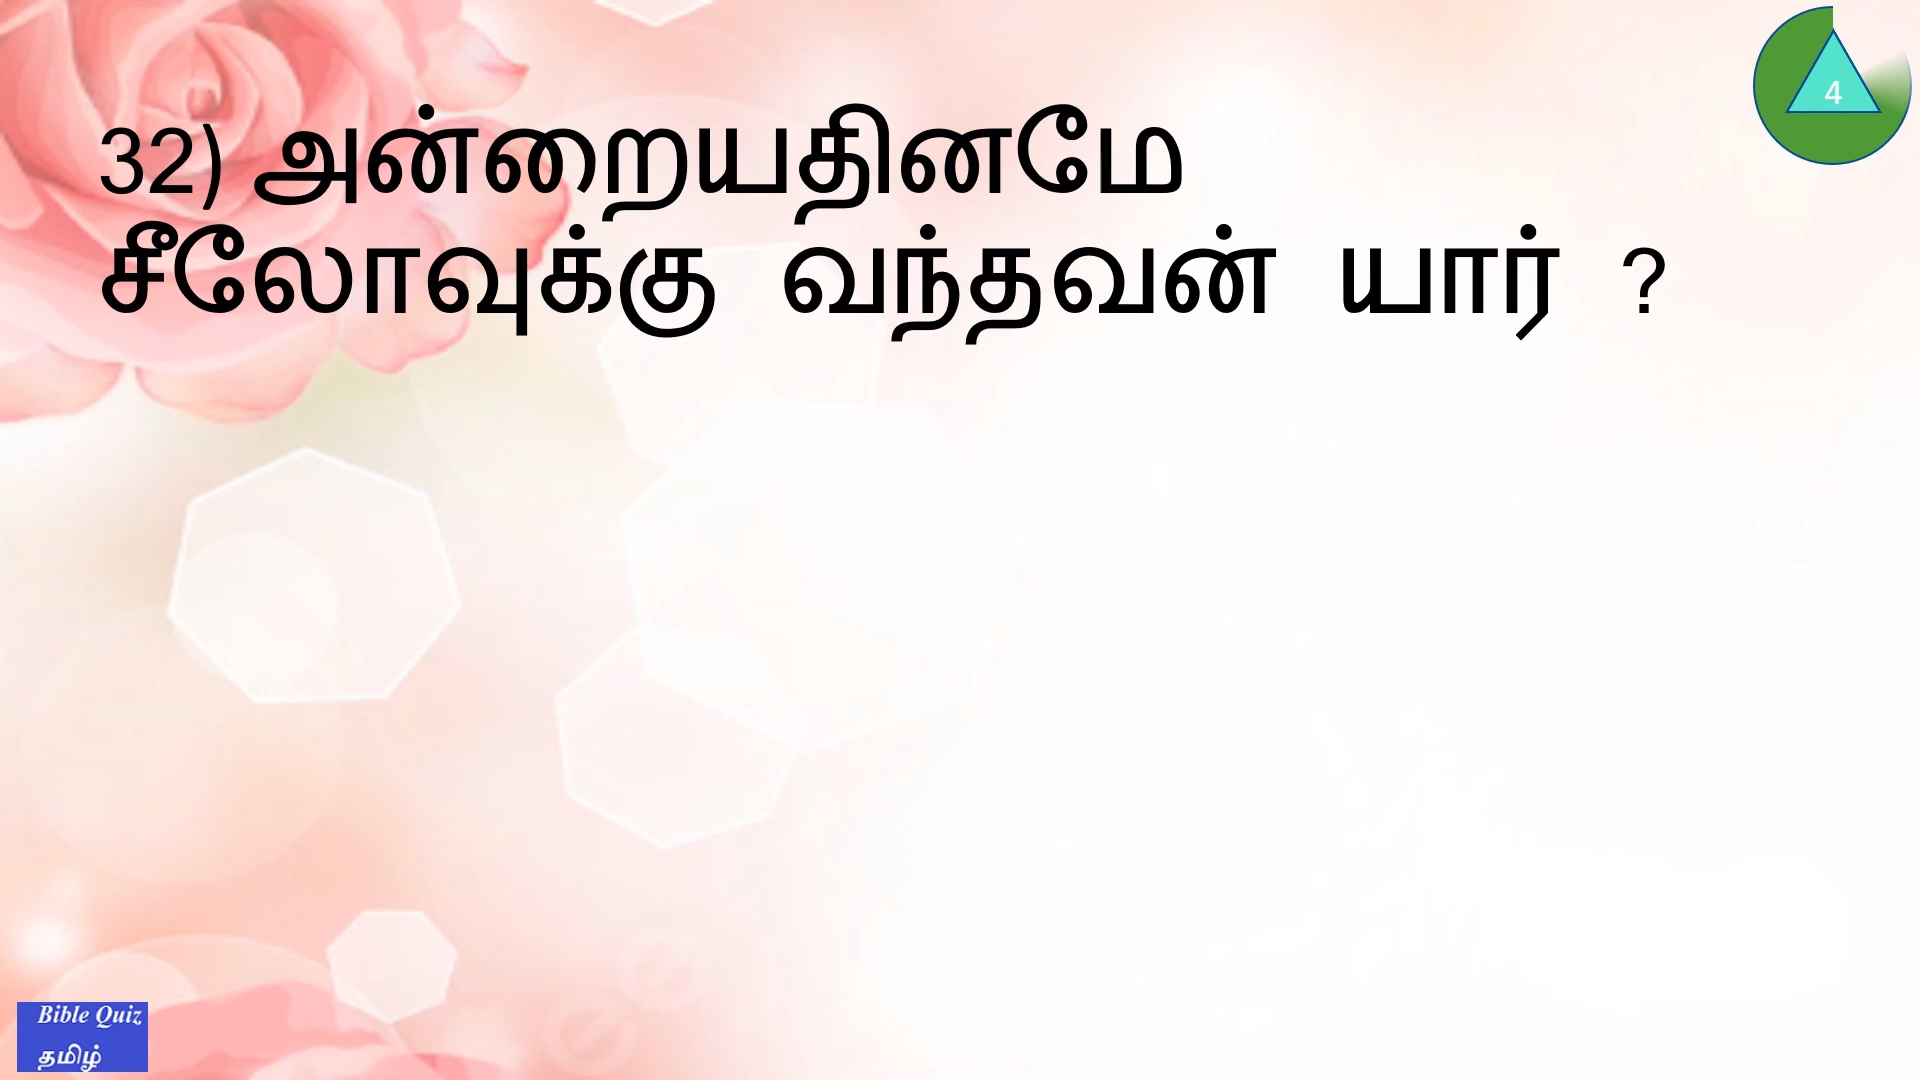 4
32) அன்றையதினமே
சீலோவுக்கு வந்தவன் யார் ?
Bible Quiz
தமிழ்